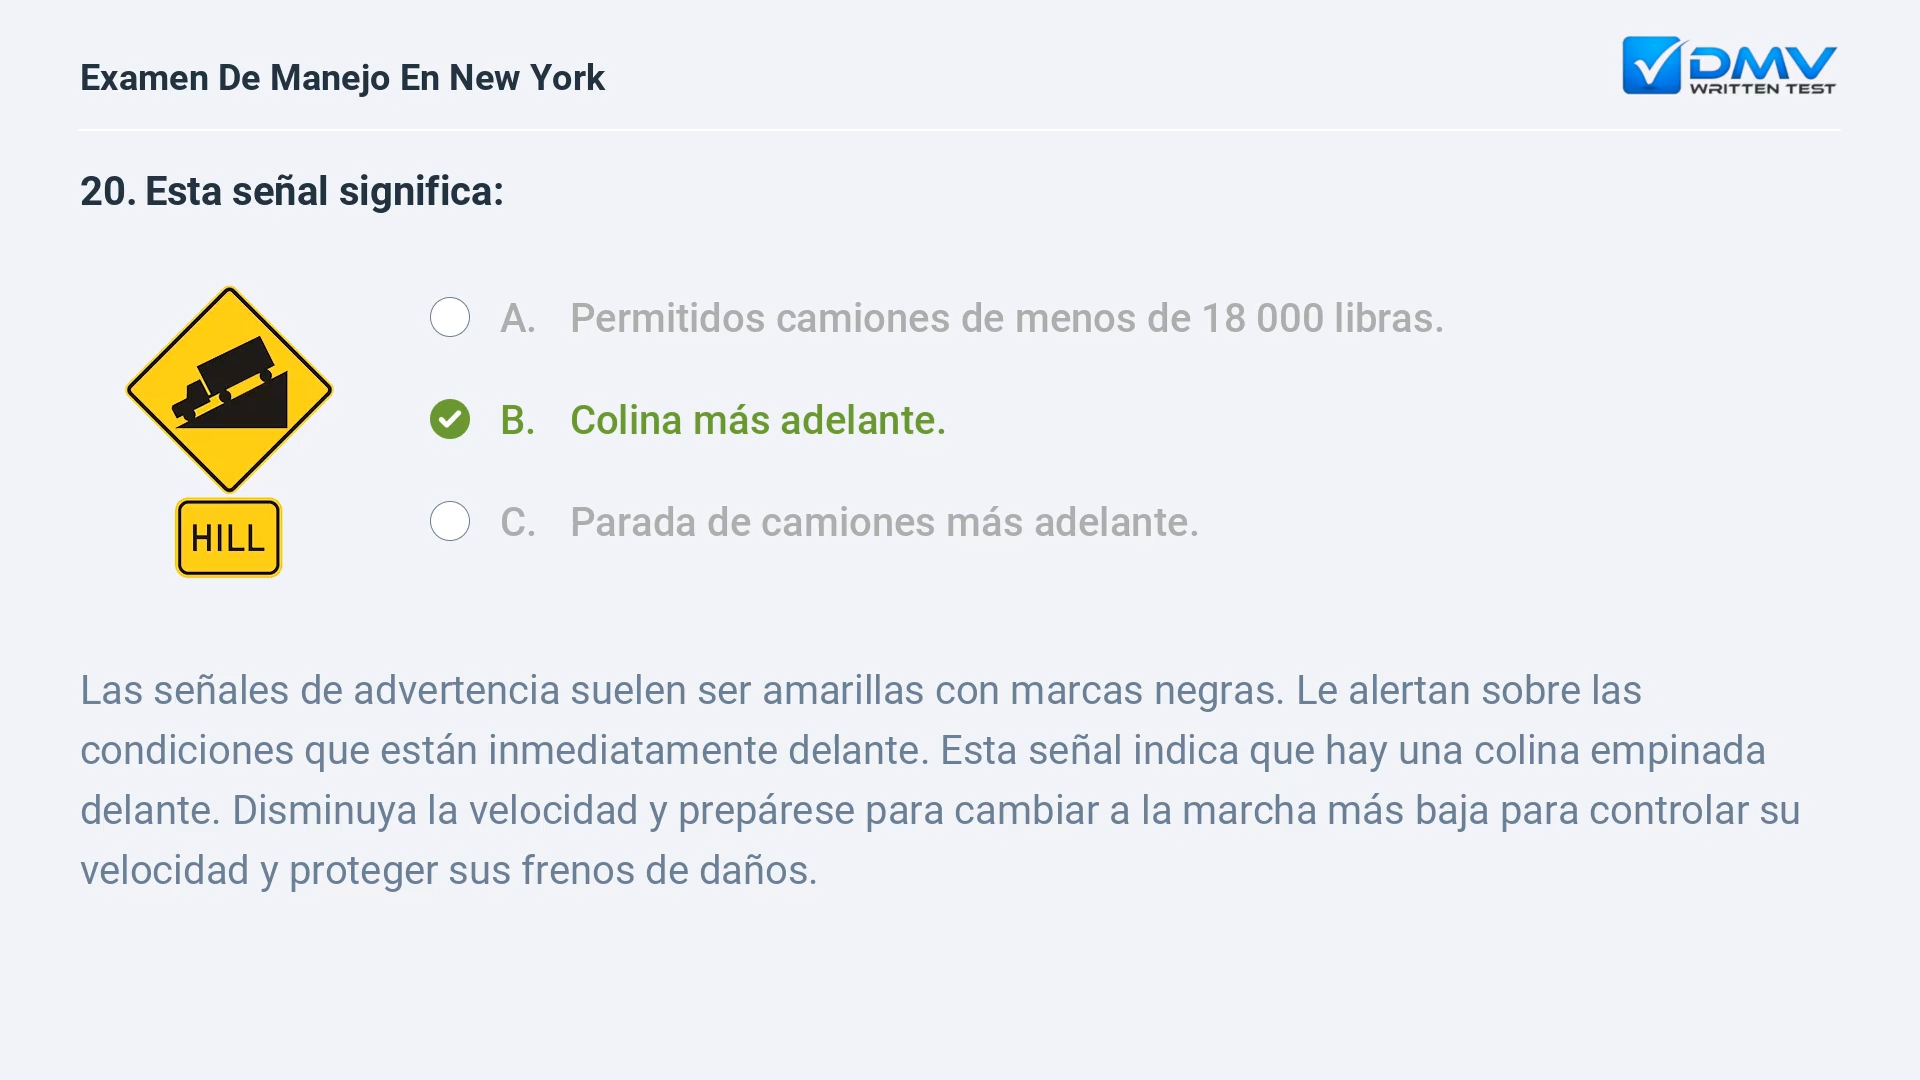 Examen De Manejo En New York
DMV
WRITTEN TEST
20. Esta señal significa:
A. Permitidos camiones de menos de 18 000 libras.
B. Colina más adelante.
C. Parada de camiones más adelante.
HILL
Las señales de advertencia suelen ser amarillas con marcas negras. Le alertan sobre las
condiciones que están inmediatamente delante. Esta señal indica que hay una colina empinada
delante. Disminuya la velocidad y prepárese para cambiar a la marcha más baja para controlar su
velocidad y proteger sus frenos de daños.